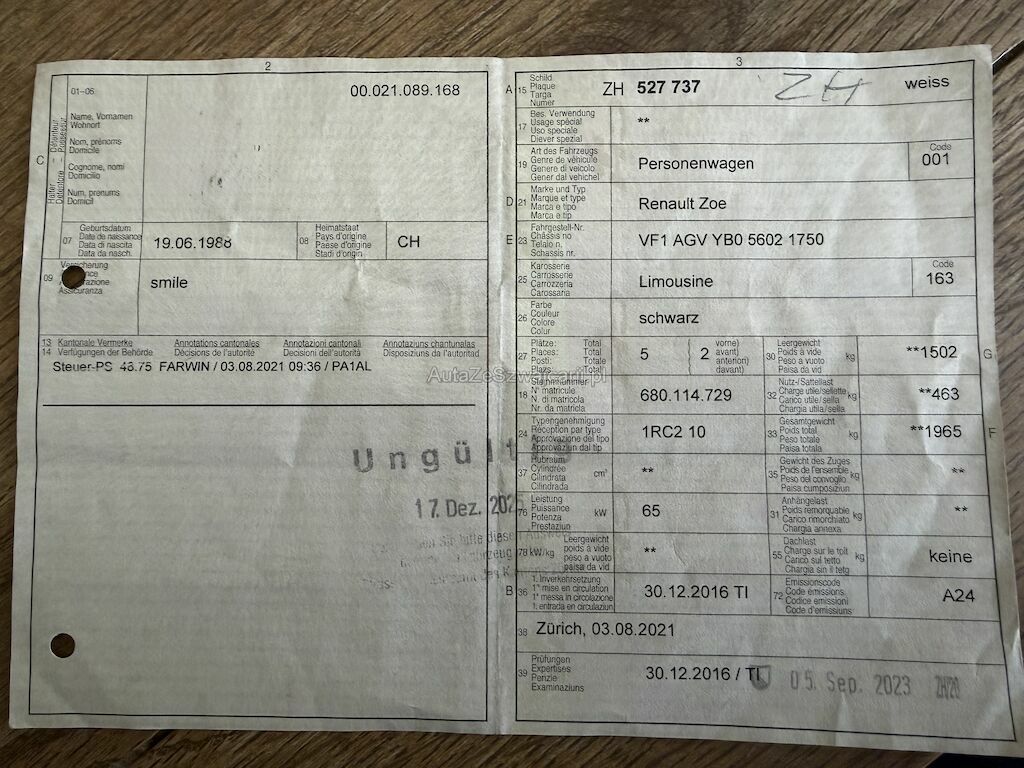 2
01-06
00.021.089.168
C
Halter
Détenteur
Detentore
Possessur
Name, Vornamen
Wohnort
Nom, prénoms
Domicile
Cognome, nomi
Domicilio
Num, prenums
Domicil
07
Geburtsdatum
Date de naissance
Data di nascita
Data da nasch.
19.06.1988
08
Heimatstaat
Pays d'origine
Paese d'origine
Stadi d'origin
CH
09
Assicuranza
smile
13 Kantonale Vermerke Annotations cantonales Annotazioni cantonali Annotaziuns chantunalas
14 Verfügungen der Behörde Décisions de l'autorité Decisioni dell'autorità Disposiziuns da l'autoritad
Steuer-PS 48.75 FARWIN / 03.08.2021 09:36 / PA1AL
Ungült
17. Dez. 202
3
A 15
Schild
Plaque
Targa
Numer
ZH 527 737
ZH
weiss
17
Bes. Verwendung
Usage spécial
Uso speciale
Diever spezial
**
19
Art des Fahrzeugs
Genre de véhicule
Genere di veicolo
Gener dal vehichel
Personenwagen
Code
001
D 21
Marke und Typ
Marque et type
Marca e tipo
Marca e tip
Renault Zoe
E 23
Fahrgestell-Nr.
Châssis no
Telaio n.
Schassis nr.
VF1 AGV YB0 5602 1750
25
Karosserie
Carrosserie
Carrozzeria
Carossaria
Limousine
Code
163
26
Farbe
Couleur
Colore
Colur
schwarz
27
Plätze: Total
Places: Total
Posti: Totale
Plazs: Total
5
2
vorne)
avant)
anteriori)
davant)
30
Leergewicht
Poids à vide
Peso a vuoto
Paisa da vid
kg
**1502
G
18
Stammnummer
N° matricule
N. di matricola
Nr. da matricla
680.114.729
32
Nutz-/Sattellast
Charge utile/sellette
Carico utile/sella
Chargia utila/sella
kg
**463
24
Typengenehmigung
Réception par type
Approvazione del tipo
Approvaziun dal tip
1RC2 10
33
Gesamtgewicht
Poids total
Peso totale
Paisa totala
kg
**1965
F
37
Hubraum
Cylindrée
Cilindrata
Cilindrada
cm³
**
35
Gewicht des Zuges
Poids de l'ensemble
Peso del convoglio
Paisa cumposiziun
kg
**
76
Leistung
Puissance
Potenza
Prestaziun
kW
65
31
Anhängelast
Poids remorquable
Carico rimorchiato
Chargia annexa
kg
**
78 kW/kg
Leergewicht
poids à vide
peso a vuoto
paisa da vid
**
55
Dachlast
Charge sur le toit
Carico sul tetto
Chargia sin il tetg
kg
keine
B 36
1. Inverkehrsetzung
1re mise en circulation
1a messa in circolazione
1. entrada en circulaziun
30.12.2016 TI
72
Emissionscode
Code émissions
Codice emissioni
Code d'emissiuns
A24
38 Zürich, 03.08.2021
39
Prüfungen
Expertises
Perizie
Examinaziuns
30.12.2016 / TI
05. Sep. 2023 ZH/28
AutaZeSzwajcarii.pl